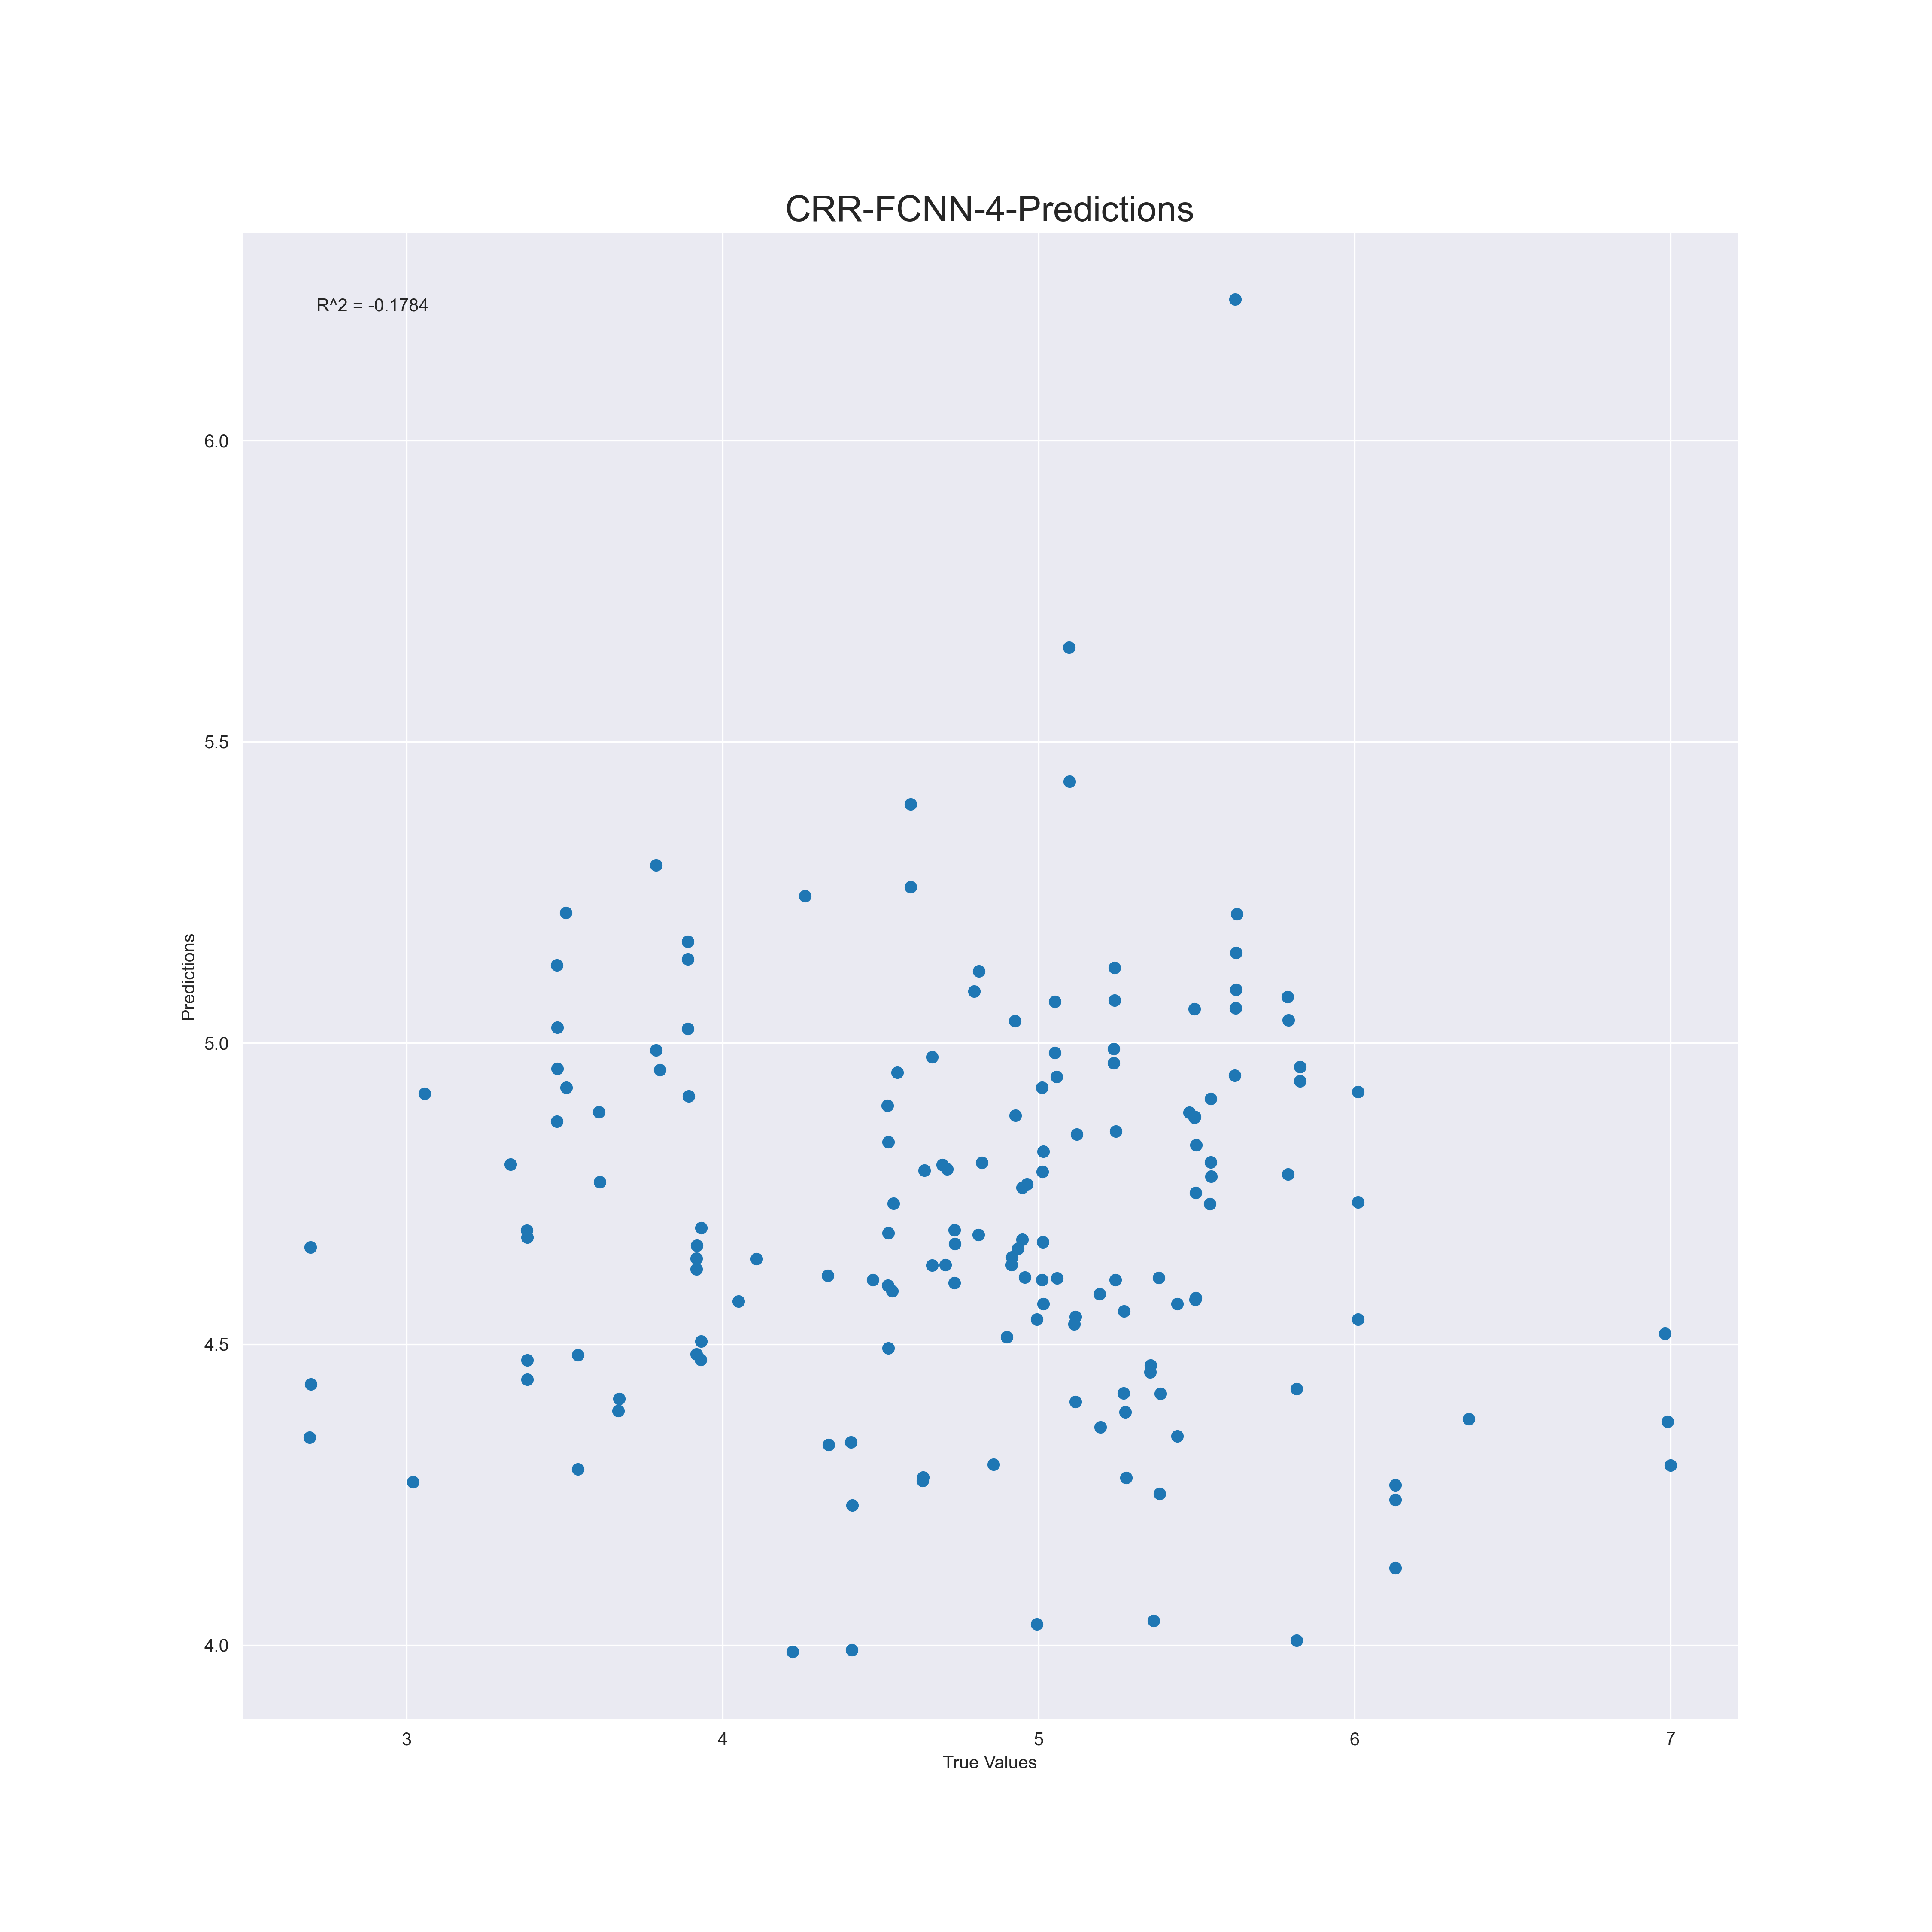 CRR-FCNN-4-Predictions
R^2 = -0.1784
6.0
5.5
5.0
4.5
4.0
Predictions
3 4 5 6 7
True Values